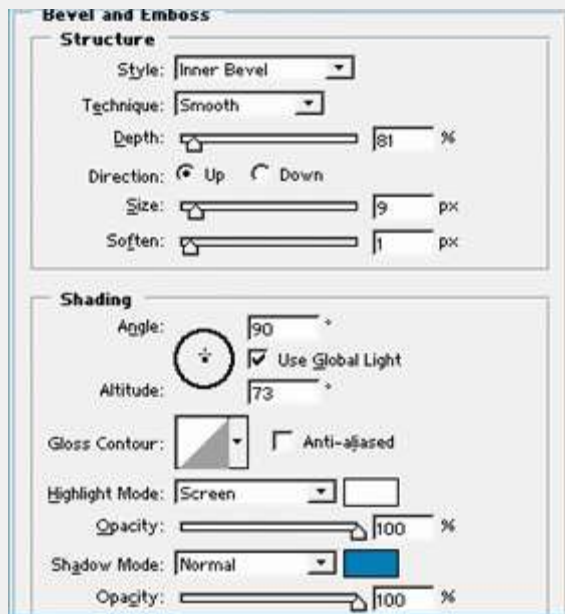 Bevel and Emboss
Structure
Style: Inner Bevel
Technique: Smooth
Depth: 81 %
Direction: Up Down
Size: 9 px
Soften: 1 px
Shading
Angle: 90 °
Use Global Light
Altitude: 73 °
Gloss Contour: Anti-aliased
Highlight Mode: Screen
Opacity: 100 %
Shadow Mode: Normal
Opacity: 100 %